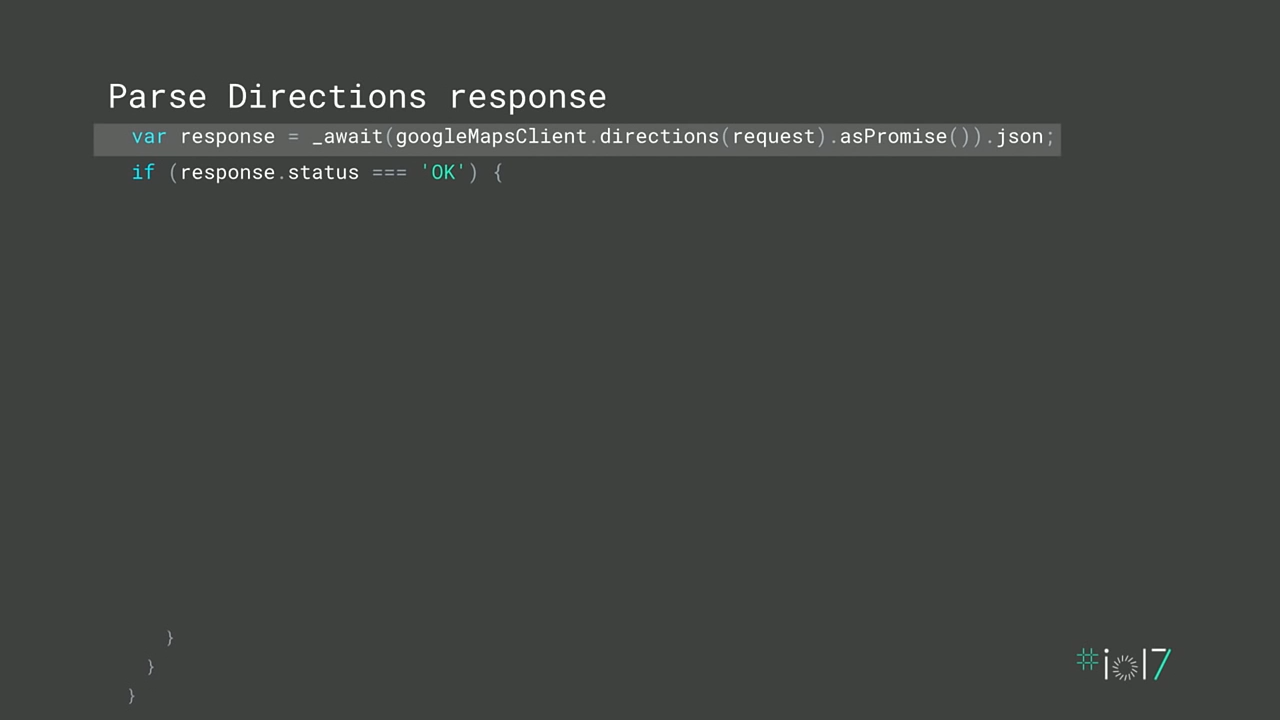 Parse Directions response
var response = _await(googleMapsClient.directions(request).asPromise()).json;
if (response.status === 'OK') {
}
}
}
#io17